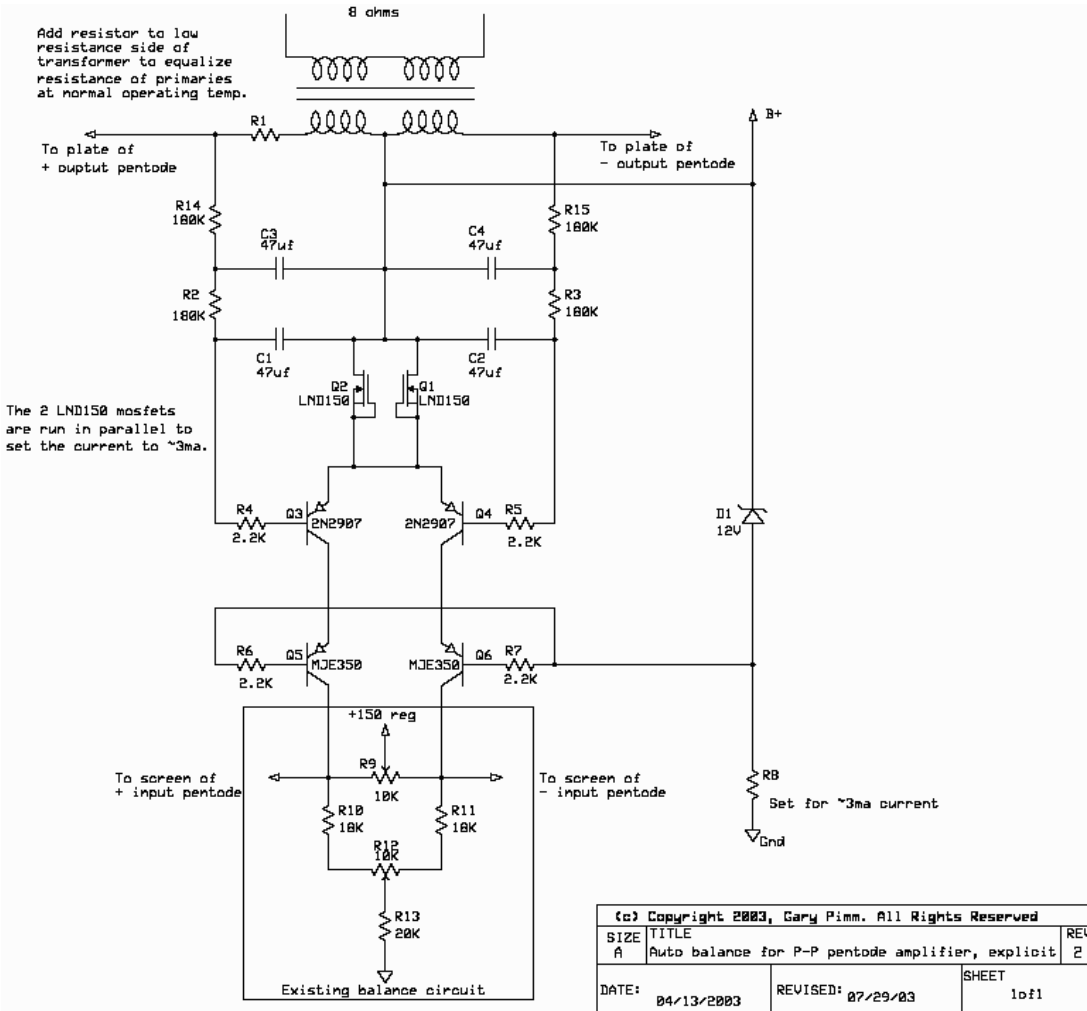 8 ohms
Add resistor to low
resistance side of
transformer to equalize
resistance of primaries
at normal operating temp.
R1
B+
To plate of
+ ouptut pentode
To plate of
- output pentode
R14
180K
R15
180K
C3
47uf
C4
47uf
R2
180K
R3
180K
C1
47uf
C2
47uf
Q2
LND150
Q1
LND150
The 2 LND150 mosfets
are run in parallel to
set the current to ~3ma.
R4
2.2K
Q3
2N2907
2N2907
Q4
R5
2.2K
D1
12V
R6
2.2K
Q5
MJE350
MJE350
Q6
R7
2.2K
+150 reg
To screen of
+ input pentode
R9
10K
To screen of
- input pentode
R8
Set for ~3ma current
R10
18K
R11
18K
R12
10K
Gnd
R13
20K
Existing balance circuit
(c) Copyright 2003, Gary Pimm. All Rights Reserved
SIZE
A
TITLE
Auto balance for P-P pentode amplifier, explicit
REV
2
DATE: 04/13/2003
REVISED: 07/29/03
SHEET
1of1